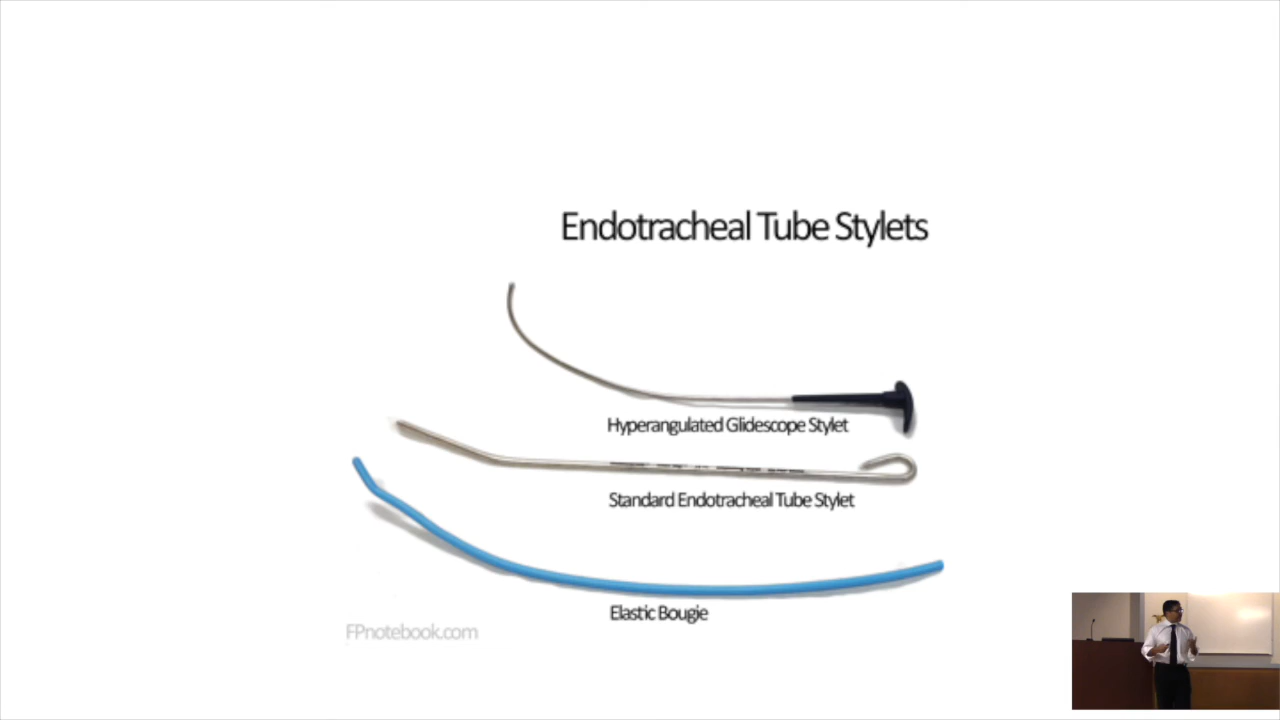 Endotracheal Tube Stylets
Hyperangulated Glidescope Stylet
Standard Endotracheal Tube Stylet
Elastic Bougie
FPnotebook.com